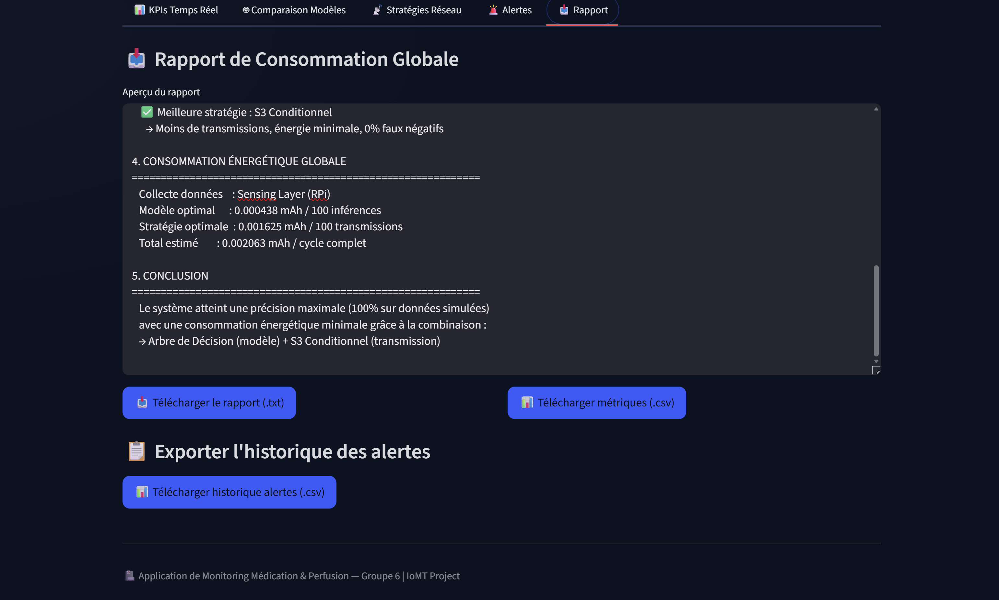 KPIs Temps Réel Comparaison Modèles Stratégies Réseau Alertes Rapport
Rapport de Consommation Globale
Aperçu du rapport
✅ Meilleure stratégie : S3 Conditionnel
→ Moins de transmissions, énergie minimale, 0% faux négatifs
4. CONSOMMATION ÉNERGÉTIQUE GLOBALE
============================================================
Collecte données : Sensing Layer (RPi)
Modèle optimal : 0.000438 mAh / 100 inférences
Stratégie optimale : 0.001625 mAh / 100 transmissions
Total estimé : 0.002063 mAh / cycle complet
5. CONCLUSION
============================================================
Le système atteint une précision maximale (100% sur données simulées)
avec une consommation énergétique minimale grâce à la combinaison :
→ Arbre de Décision (modèle) + S3 Conditionnel (transmission)
Télécharger le rapport (.txt) Télécharger métriques (.csv)
Exporter l'historique des alertes
Télécharger historique alertes (.csv)
Application de Monitoring Médication & Perfusion — Groupe 6 | IoMT Project